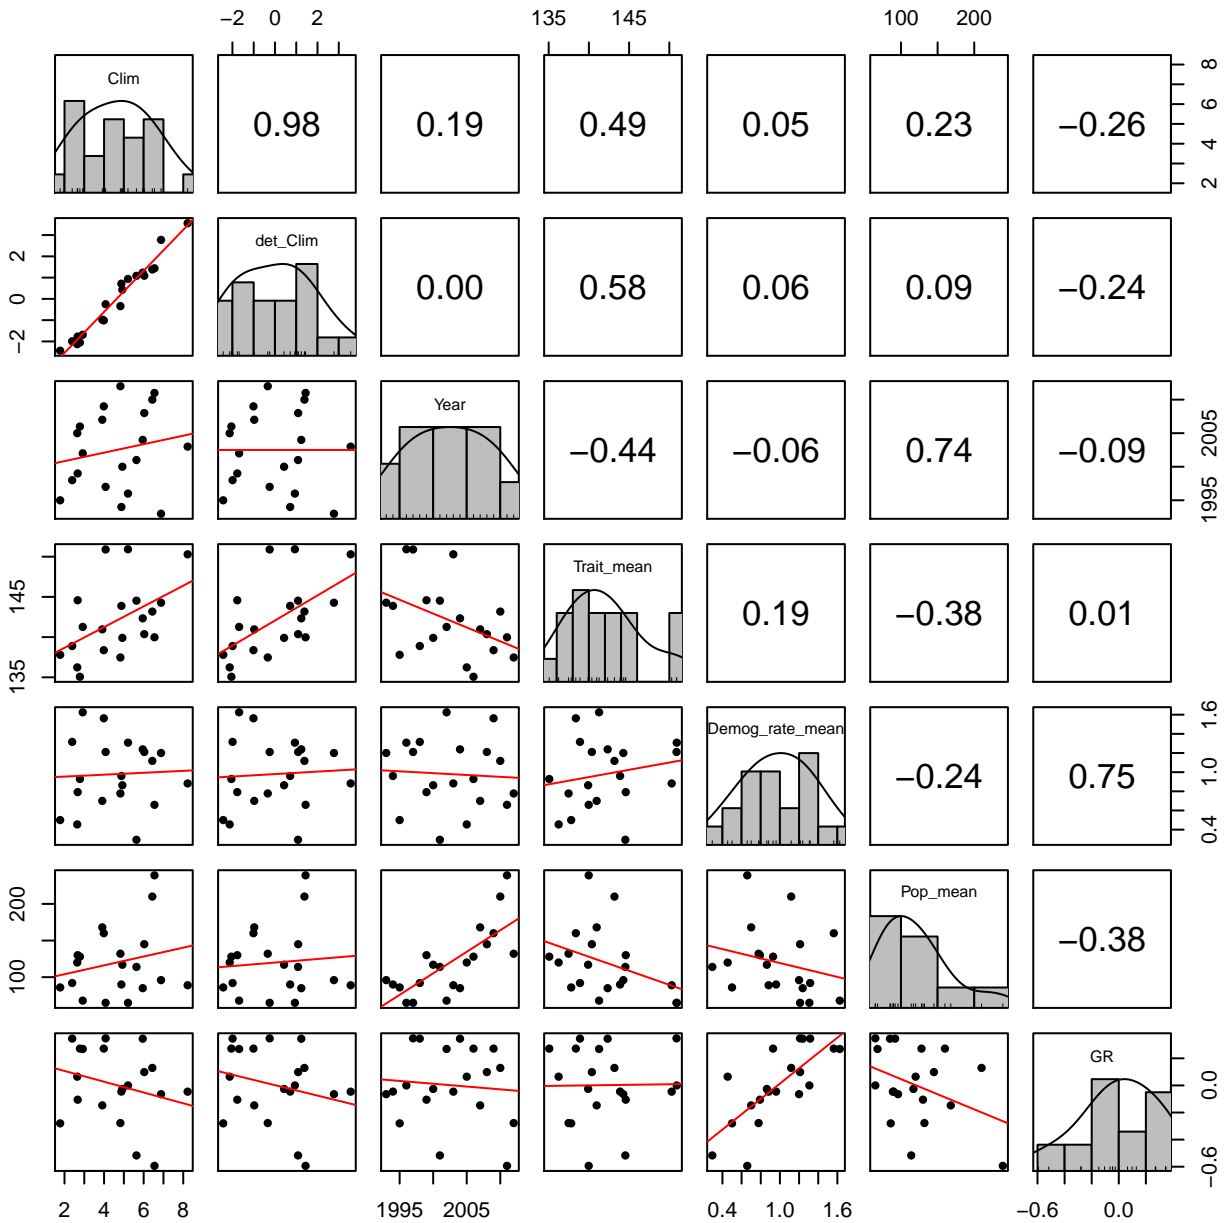 −2 0 2 135 145 100 200
Clim 0.98 0.19 0.49 0.05 0.23 −0.26 2 4 6 8
−2 0 2 det_Clim 0.00 0.58 0.06 0.09 −0.24
Year −0.44 −0.06 0.74 −0.09 1995 2005
135 145 Trait_mean 0.19 −0.38 0.01
Demog_rate_mean −0.24 0.75 0.4 1.0 1.6
100 200 Pop_mean −0.38
GR −0.6 0.0
2 4 6 8 1995 2005 0.4 1.0 1.6 −0.6 0.0